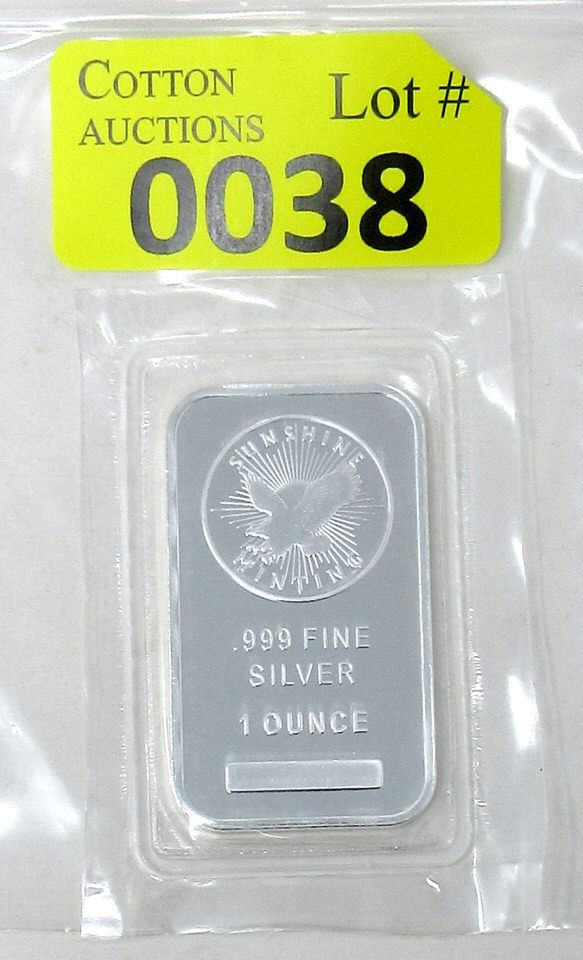 COTTON
AUCTIONS
Lot #
0038
SUNSHINE
MINTING
.999 FINE
SILVER
1 OUNCE